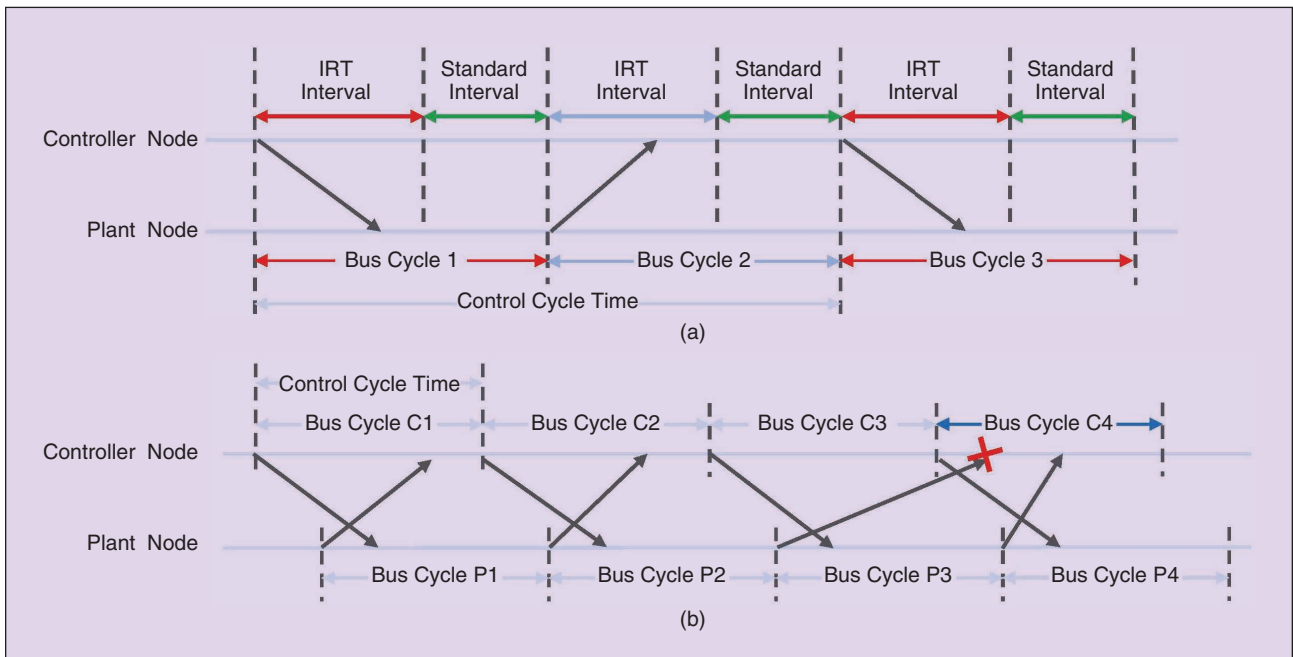 IRT Interval
Standard Interval
IRT Interval
Standard Interval
IRT Interval
Standard Interval
Controller Node
Plant Node
Bus Cycle 1
Bus Cycle 2
Bus Cycle 3
Control Cycle Time
(a)
Control Cycle Time
Bus Cycle C1
Bus Cycle C2
Bus Cycle C3
Bus Cycle C4
Controller Node
Plant Node
Bus Cycle P1
Bus Cycle P2
Bus Cycle P3
Bus Cycle P4
(b)